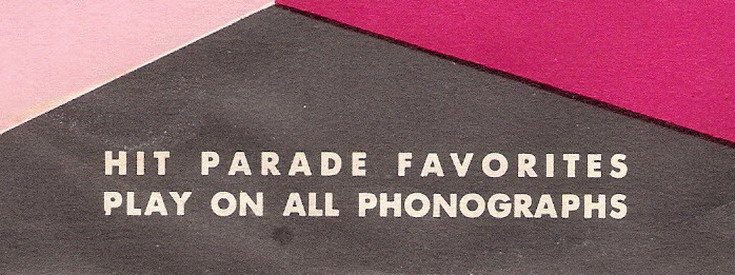 HIT PARADE FAVORITES
PLAY ON ALL PHONOGRAPHS